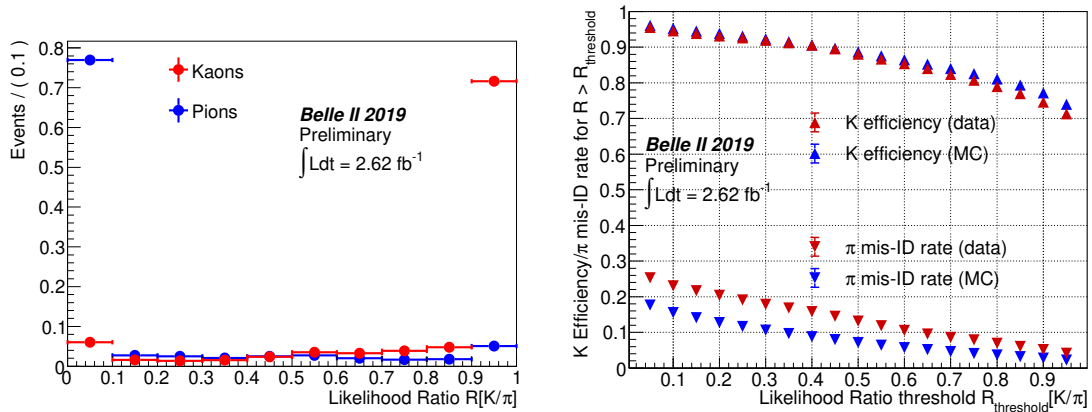 Events / ( 0.1 )
0.8
0.7
0.6
0.5
0.4
0.3
0.2
0.1
0
Kaons
Pions
Belle II 2019
Preliminary
∫Ldt = 2.62 fb⁻¹
0 0.1 0.2 0.3 0.4 0.5 0.6 0.7 0.8 0.9 1
Likelihood Ratio R[K/π]
K Efficiency/π mis-ID rate for R > R_threshold
1
0.9
0.8
0.7
0.6
0.5
0.4
0.3
0.2
0.1
0
K efficiency (data)
K efficiency (MC)
Belle II 2019
Preliminary
∫Ldt = 2.62 fb⁻¹
π mis-ID rate (data)
π mis-ID rate (MC)
0.1 0.2 0.3 0.4 0.5 0.6 0.7 0.8 0.9
Likelihood Ratio threshold R_threshold[K/π]